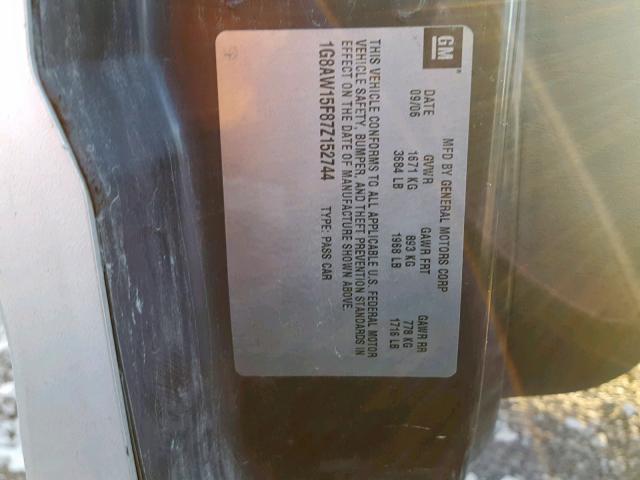 GM
MFD BY GENERAL MOTORS CORP
DATE GVWR GAWR FRT GAWR RR
09/06 1671 KG 893 KG 778 KG
3684 LB 1968 LB 1716 LB
THIS VEHICLE CONFORMS TO ALL APPLICABLE U.S. FEDERAL MOTOR
VEHICLE SAFETY, BUMPER, AND THEFT PREVENTION STANDARDS IN
EFFECT ON THE DATE OF MANUFACTURE SHOWN ABOVE.
1G8AW15F87Z152744 TYPE: PASS CAR